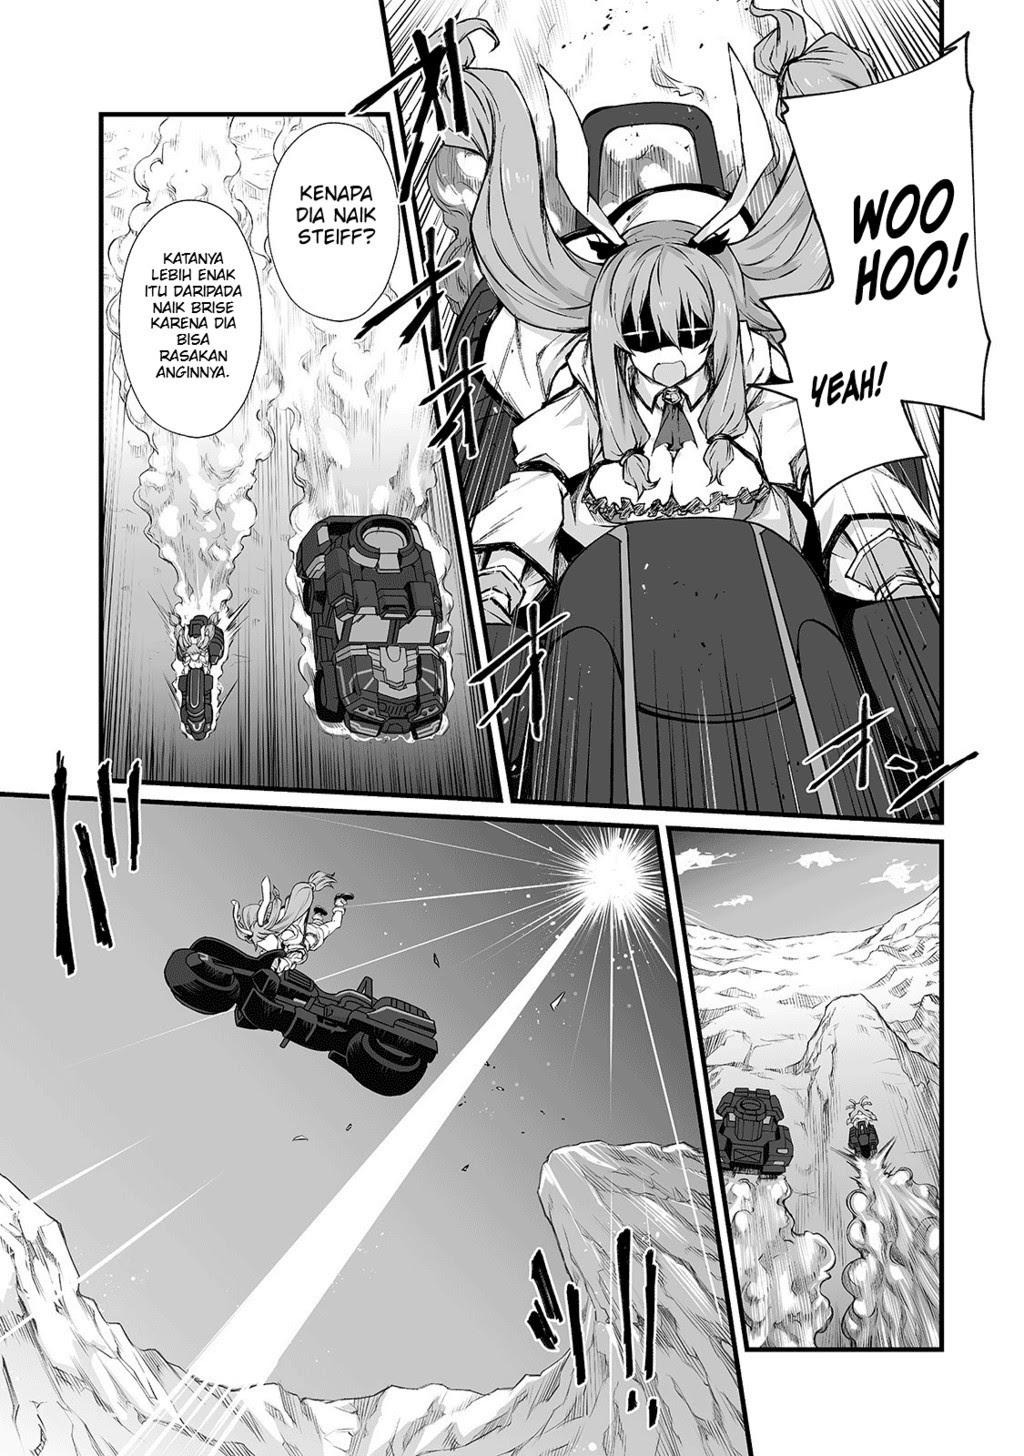 WOO
HOO!
YEAH!
KENAPA
DIA NAIK
STEIFF?
KATANYA
LEBIH ENAK
ITU DARIPADA
NAIK BRISE
KARENA DIA
BISA
RASAKAN
ANGINNYA.